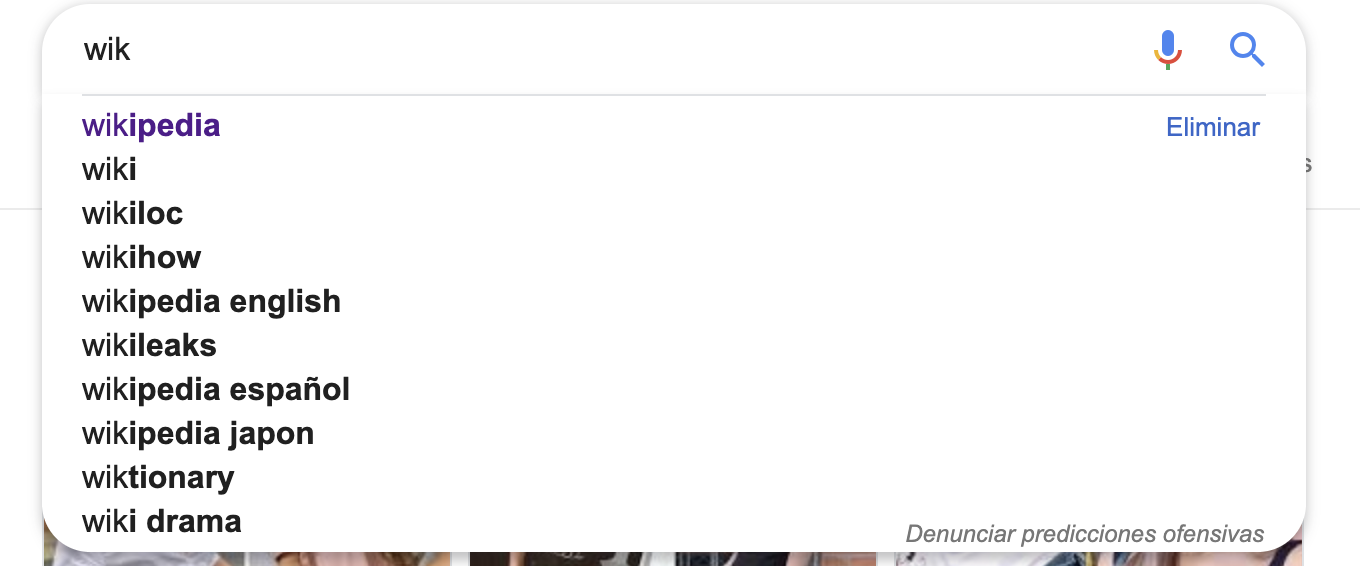 wik
wikipedia
Eliminar
wiki
wikiloc
wikihow
wikipedia english
wikileaks
wikipedia español
wikipedia japon
wiktionary
wiki drama
Denunciar predicciones ofensivas